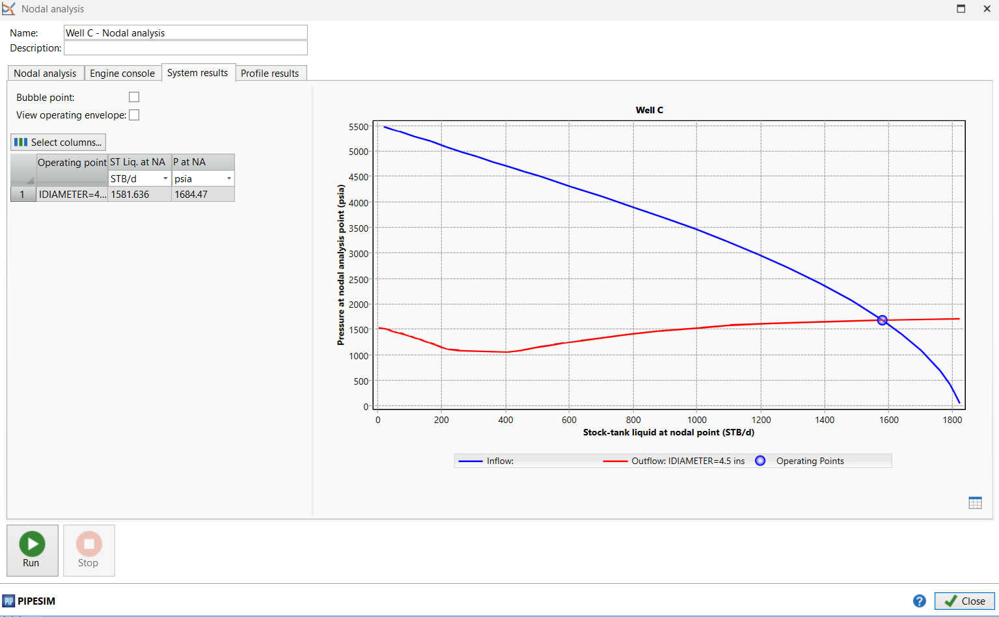 Nodal analysis
Name: Well C - Nodal analysis
Description:
Nodal analysis Engine console System results Profile results
Bubble point:
View operating envelope:
Select columns...
Operating point ST Liq. at NA P at NA
STB/d psia
1 IDIAMETER=4... 1581.636 1684.47
Well C
Pressure at nodal analysis point (psia)
5500
5000
4500
4000
3500
3000
2500
2000
1500
1000
500
0
0 200 400 600 800 1000 1200 1400 1600 1800
Stock-tank liquid at nodal point (STB/d)
Inflow: Outflow: IDIAMETER=4.5 ins Operating Points
Run Stop
PIP PIPESIM ? Close